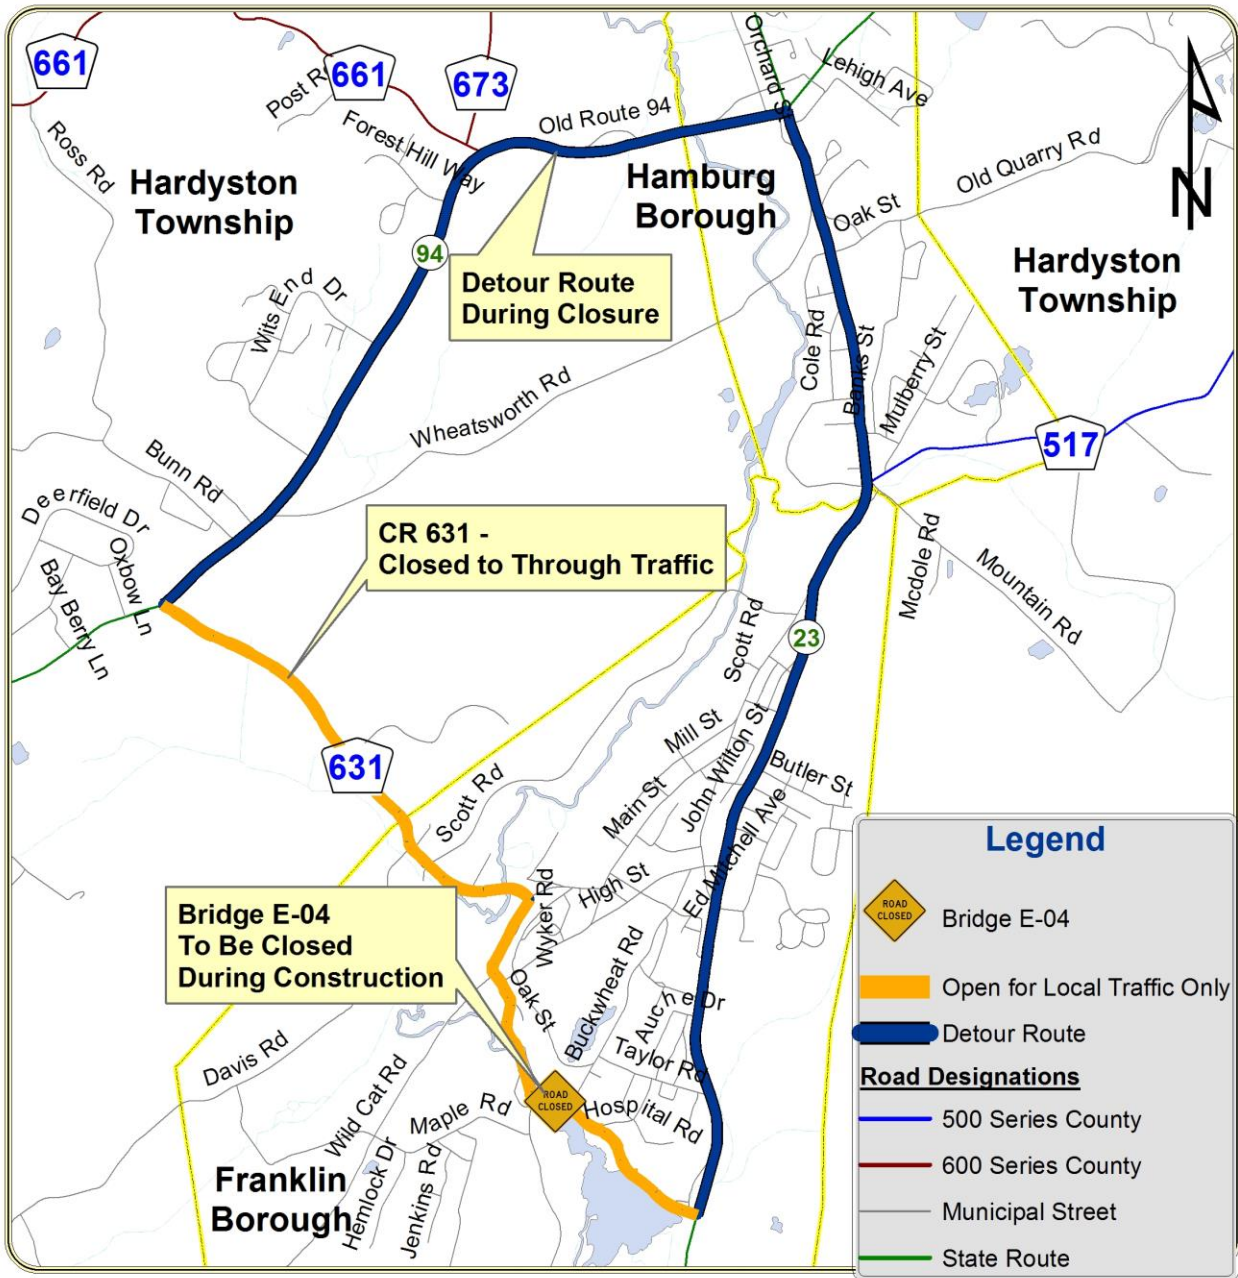 661
661
673
Post Rd
Orchard St
Lehigh Ave
Old Route 94
Forest Hill Way
Ross Rd
Hardyston
Township
Hamburg
Borough
Old Quarry Rd
Oak St
N
94
Hardyston
Township
Detour Route
During Closure
Wits End Dr
Cole Rd
Banks St
Mulberry St
Wheatsworth Rd
517
Bunn Rd
Deerfield Dr
Oxbow Ln
Bay Berry Ln
CR 631 -
Closed to Through Traffic
Mcdole Rd
Mountain Rd
Scott Rd
23
Mill St
John Wilton St
Butler St
631
Scott Rd
Main St
Ed Mitchell Ave
High St
Wyker Rd
Bridge E-04
To Be Closed
During Construction
Oak St
Buckwheat Rd
Auche Dr
Taylor Rd
Davis Rd
Wild Cat Rd
Maple Rd
ROAD
CLOSED
Hospital Rd
Hemlock Dr
Jenkins Rd
Franklin
Borough
Legend
ROAD
CLOSED
Bridge E-04
Open for Local Traffic Only
Detour Route
Road Designations
500 Series County
600 Series County
Municipal Street
State Route